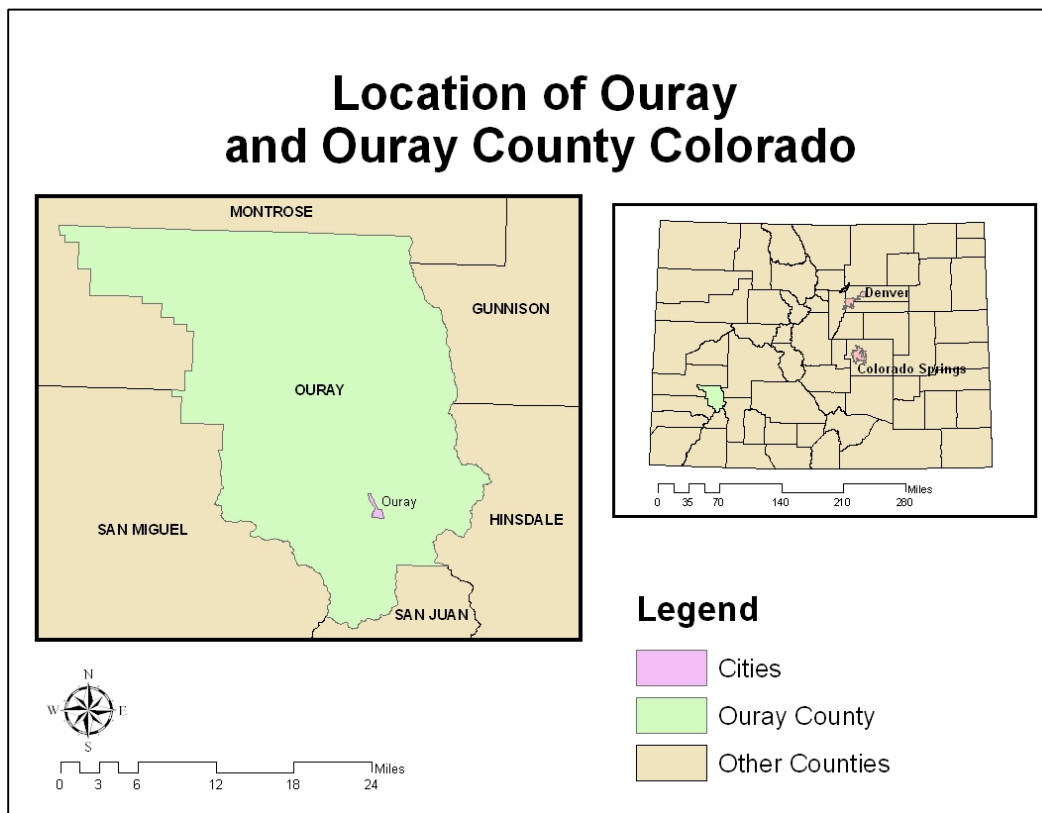 Location of Ouray
and Ouray County Colorado
MONTROSE
GUNNISON
OURAY
Ouray
SAN MIGUEL
HINSDALE
SAN JUAN
Denver
Colorado Springs
Miles
0 35 70 140 210 280
Legend
Cities
Ouray County
Other Counties
N
W E
S
Miles
0 3 6 12 18 24